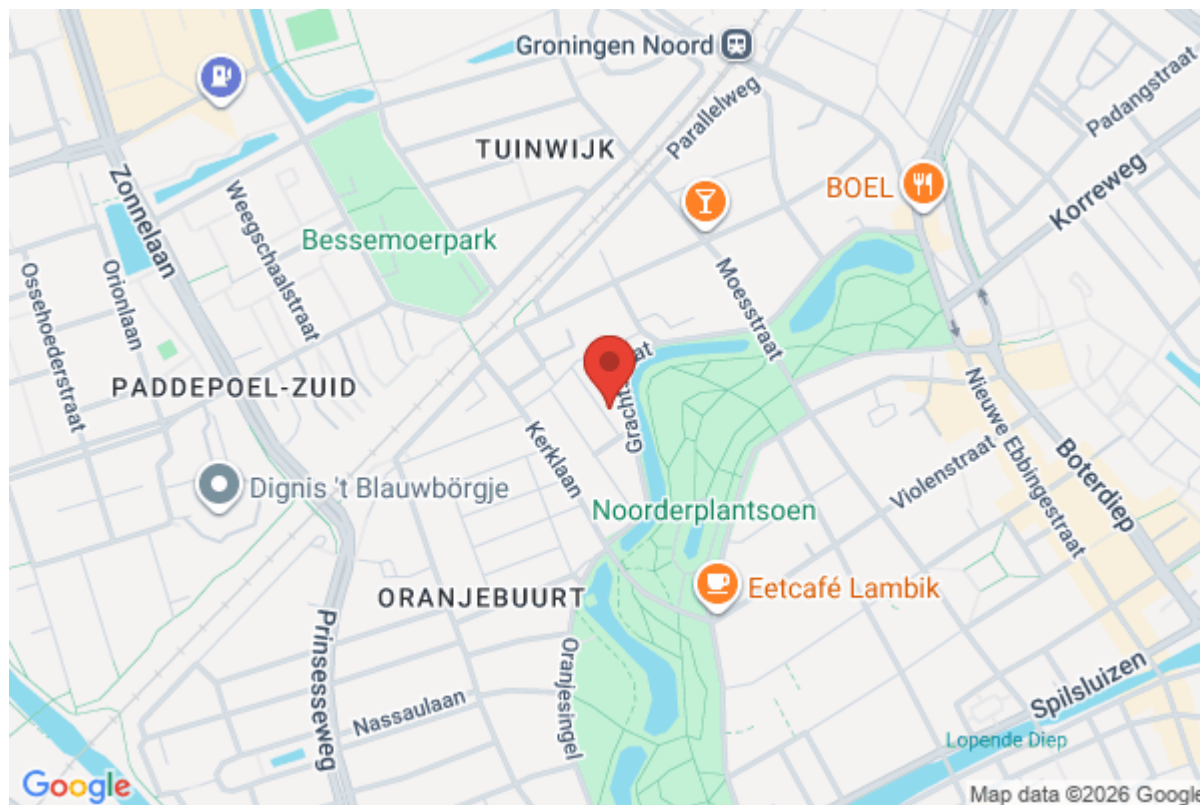 Groningen Noord
Parallelweg
Padangstraat
TUINWIJK
Zonnelaan
Weegschaalstraat
BOEL
Korreweg
Bessemoerpark
Ossehoederstraat
Orionlaan
Moesstraat
PADDEPOEL-ZUID
Kerklaan
Nieuwe Ebbingestraat
Boterdiep
Violenstraat
Dignis 't Blauwbörgje
Noorderplantsoen
ORANJEBUURT
Eetcafé Lambik
Prinsesseweg
Oranjesingel
Nassaulaan
Spilsluizen
Lopende Diep
Google
Map data ©2026 Google